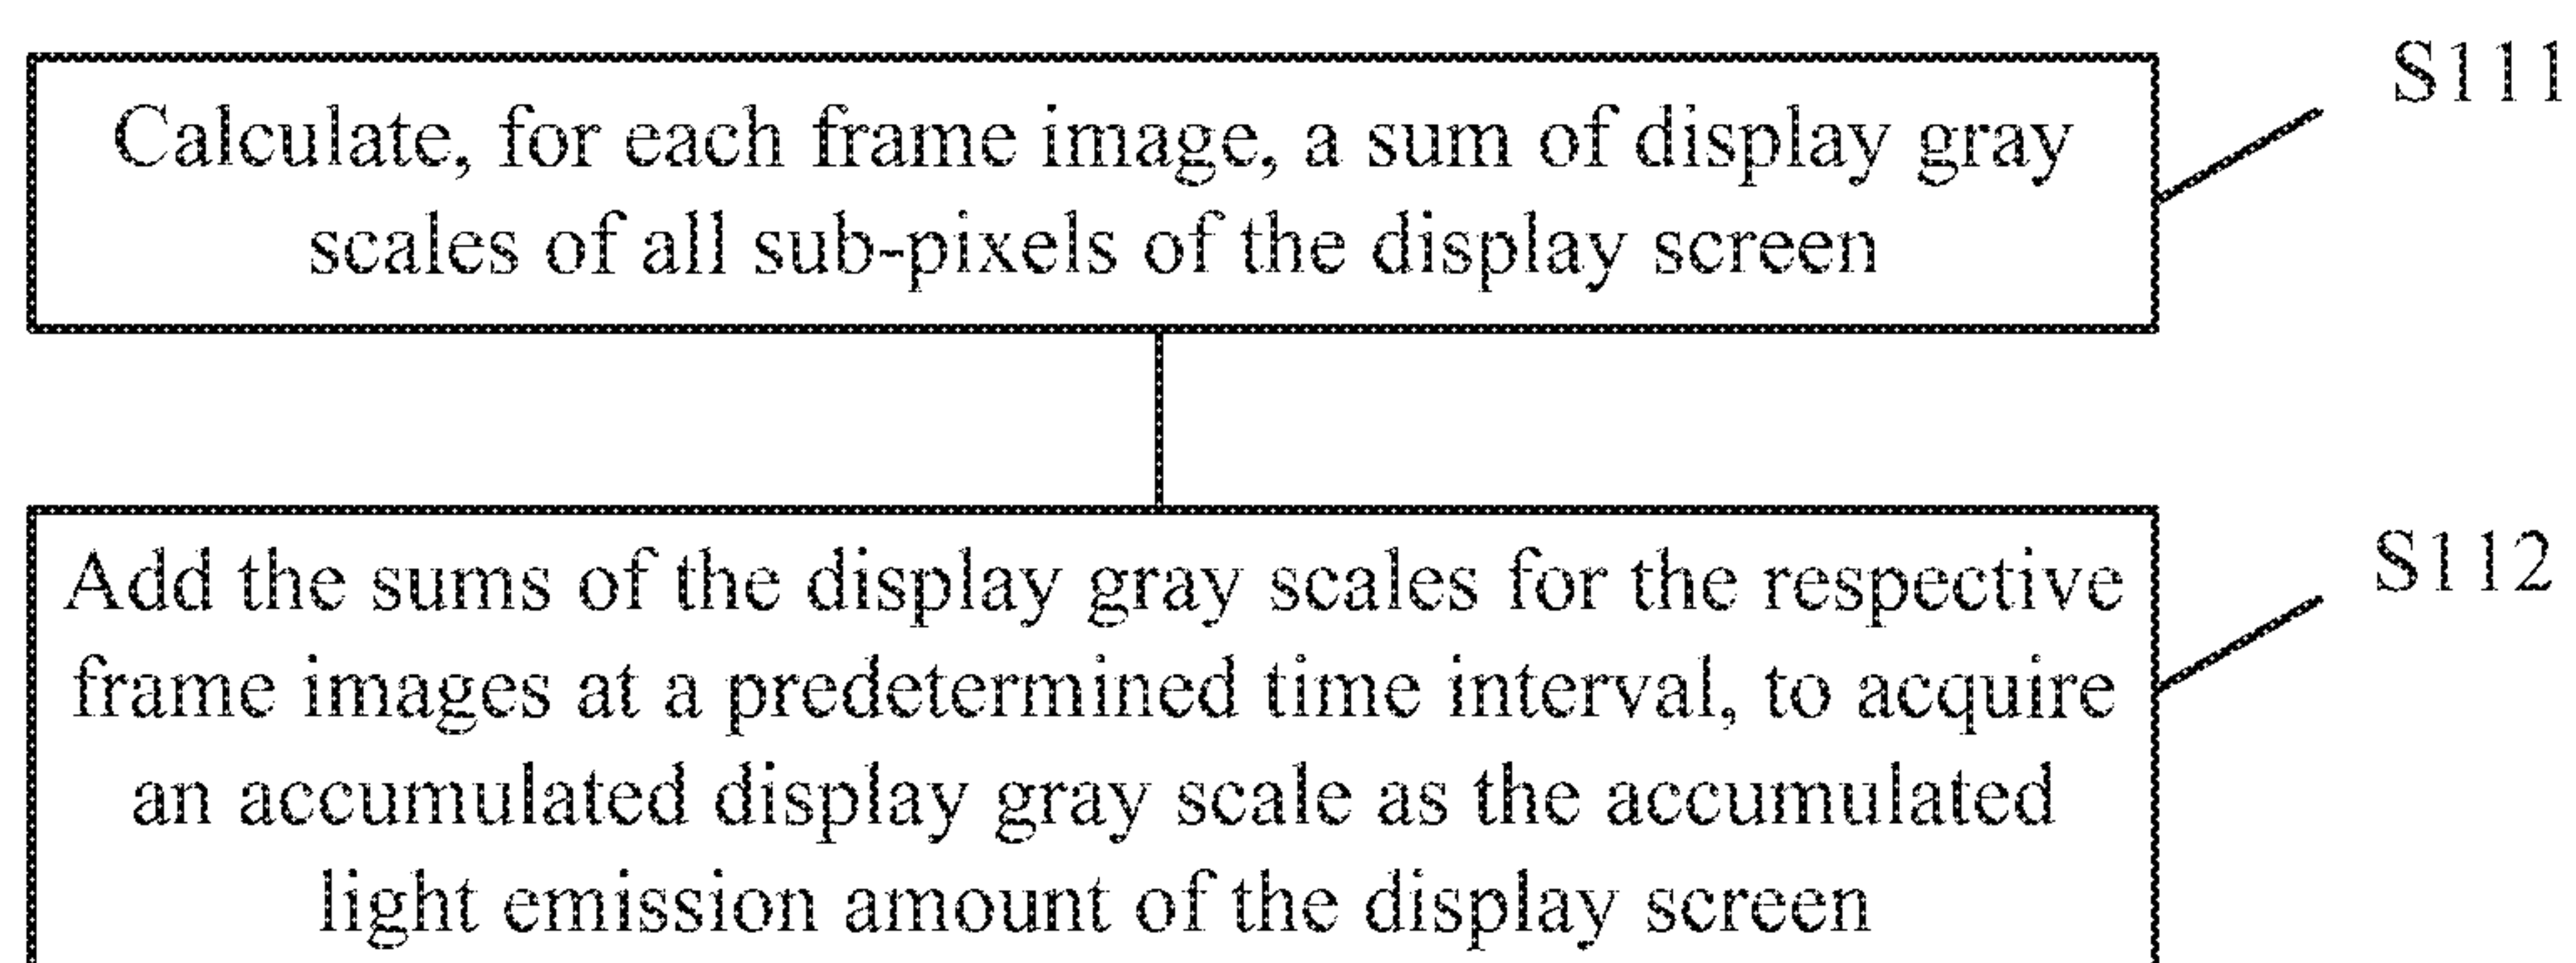 S111
Calculate, for each frame image, a sum of display gray
scales of all sub-pixels of the display screen
S112
Add the sums of the display gray scales for the respective
frame images at a predetermined time interval, to acquire
an accumulated display gray scale as the accumulated
light emission amount of the display screen